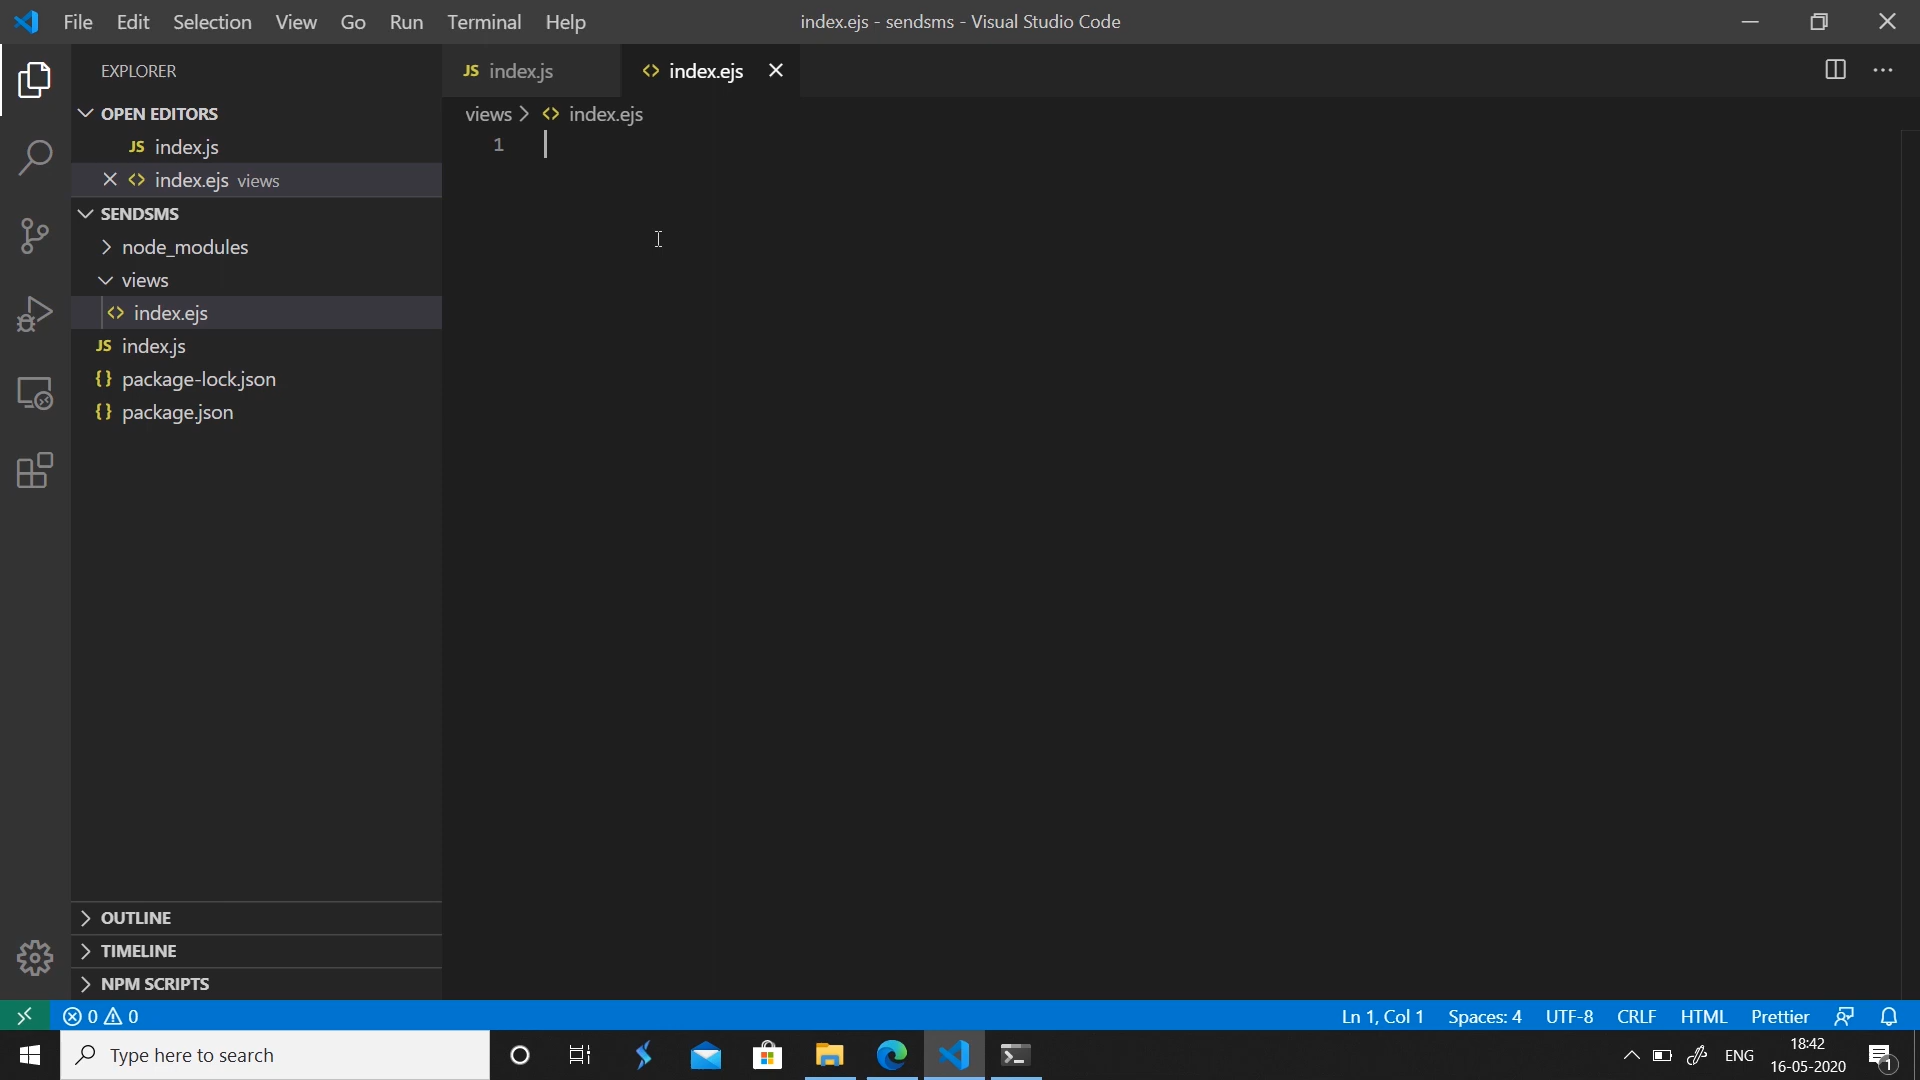 File Edit Selection View Go Run Terminal Help index.ejs - sendsms - Visual Studio Code
EXPLORER
OPEN EDITORS
JS index.js
index.ejs views
SENDSMS
node_modules
views
index.ejs
JS index.js
{} package-lock.json
{} package.json
OUTLINE
TIMELINE
NPM SCRIPTS
JS index.js index.ejs
views > index.ejs
1
0 0 Ln 1, Col 1 Spaces: 4 UTF-8 CRLF HTML Prettier
Type here to search ENG 18:42
16-05-2020
1